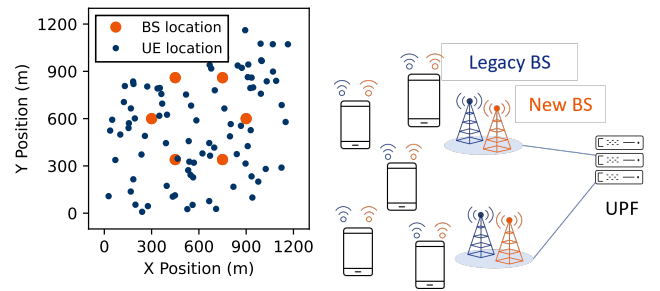 BS location
UE location
1200
900
600
300
0
Y Position (m)
0 300 600 900 1200
X Position (m)
Legacy BS
New BS
UPF